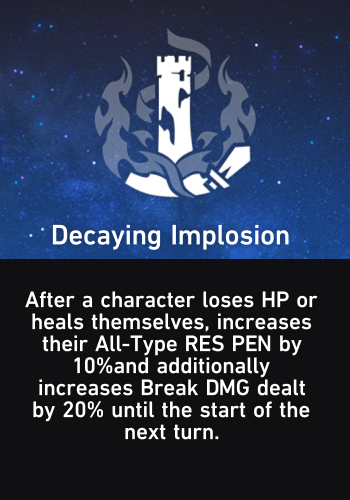 Decaying Implosion
After a character loses HP or
heals themselves, increases
their All-Type RES PEN by
10%and additionally
increases Break DMG dealt
by 20% until the start of the
next turn.